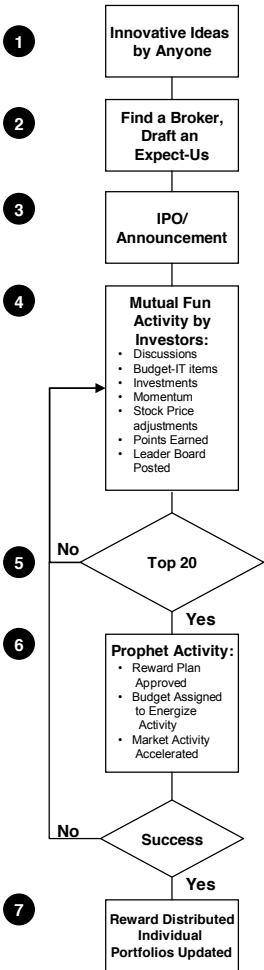 1
Innovative Ideas
by Anyone
2
Find a Broker,
Draft an
Expect-Us
3
IPO/
Announcement
4
Mutual Fun
Activity by
Investors:
• Discussions
• Budget-IT items
• Investments
• Momentum
• Stock Price
adjustments
• Points Earned
• Leader Board
Posted
5
No
Top 20
Yes
6
Prophet Activity:
• Reward Plan
Approved
• Budget Assigned
to Energize
Activity
• Market Activity
Accelerated
No
Success
Yes
7
Reward Distributed
Individual
Portfolios Updated